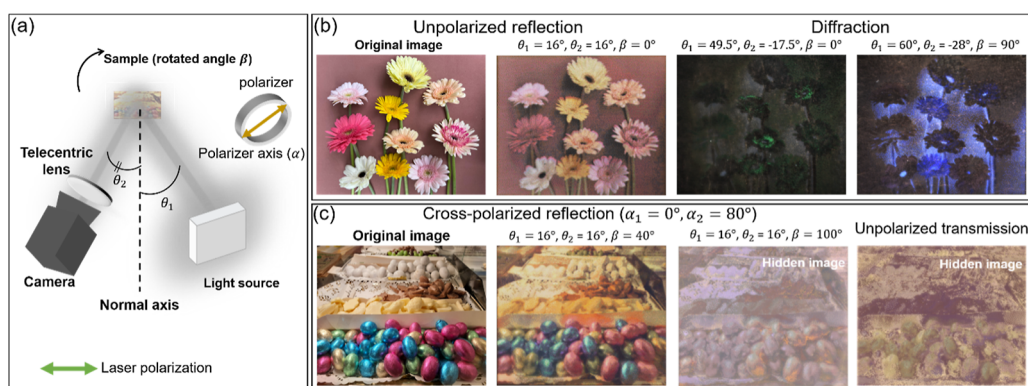 (a)
Sample (rotated angle β)
polarizer
Polarizer axis (α)
Telecentric
lens
θ₂
θ₁
Camera
Light source
Normal axis
Laser polarization
(b)
Unpolarized reflection
Diffraction
Original image
θ₁ = 16°, θ₂ = 16°, β = 0°
θ₁ = 49.5°, θ₂ = -17.5°, β = 0°
θ₁ = 60°, θ₂ = -28°, β = 90°
(c)
Cross-polarized reflection (α₁ = 0°, α₂ = 80°)
Original image
θ₁ = 16°, θ₂ = 16°, β = 40°
θ₁ = 16°, θ₂ = 16°, β = 100°
Unpolarized transmission
Hidden image
Hidden image